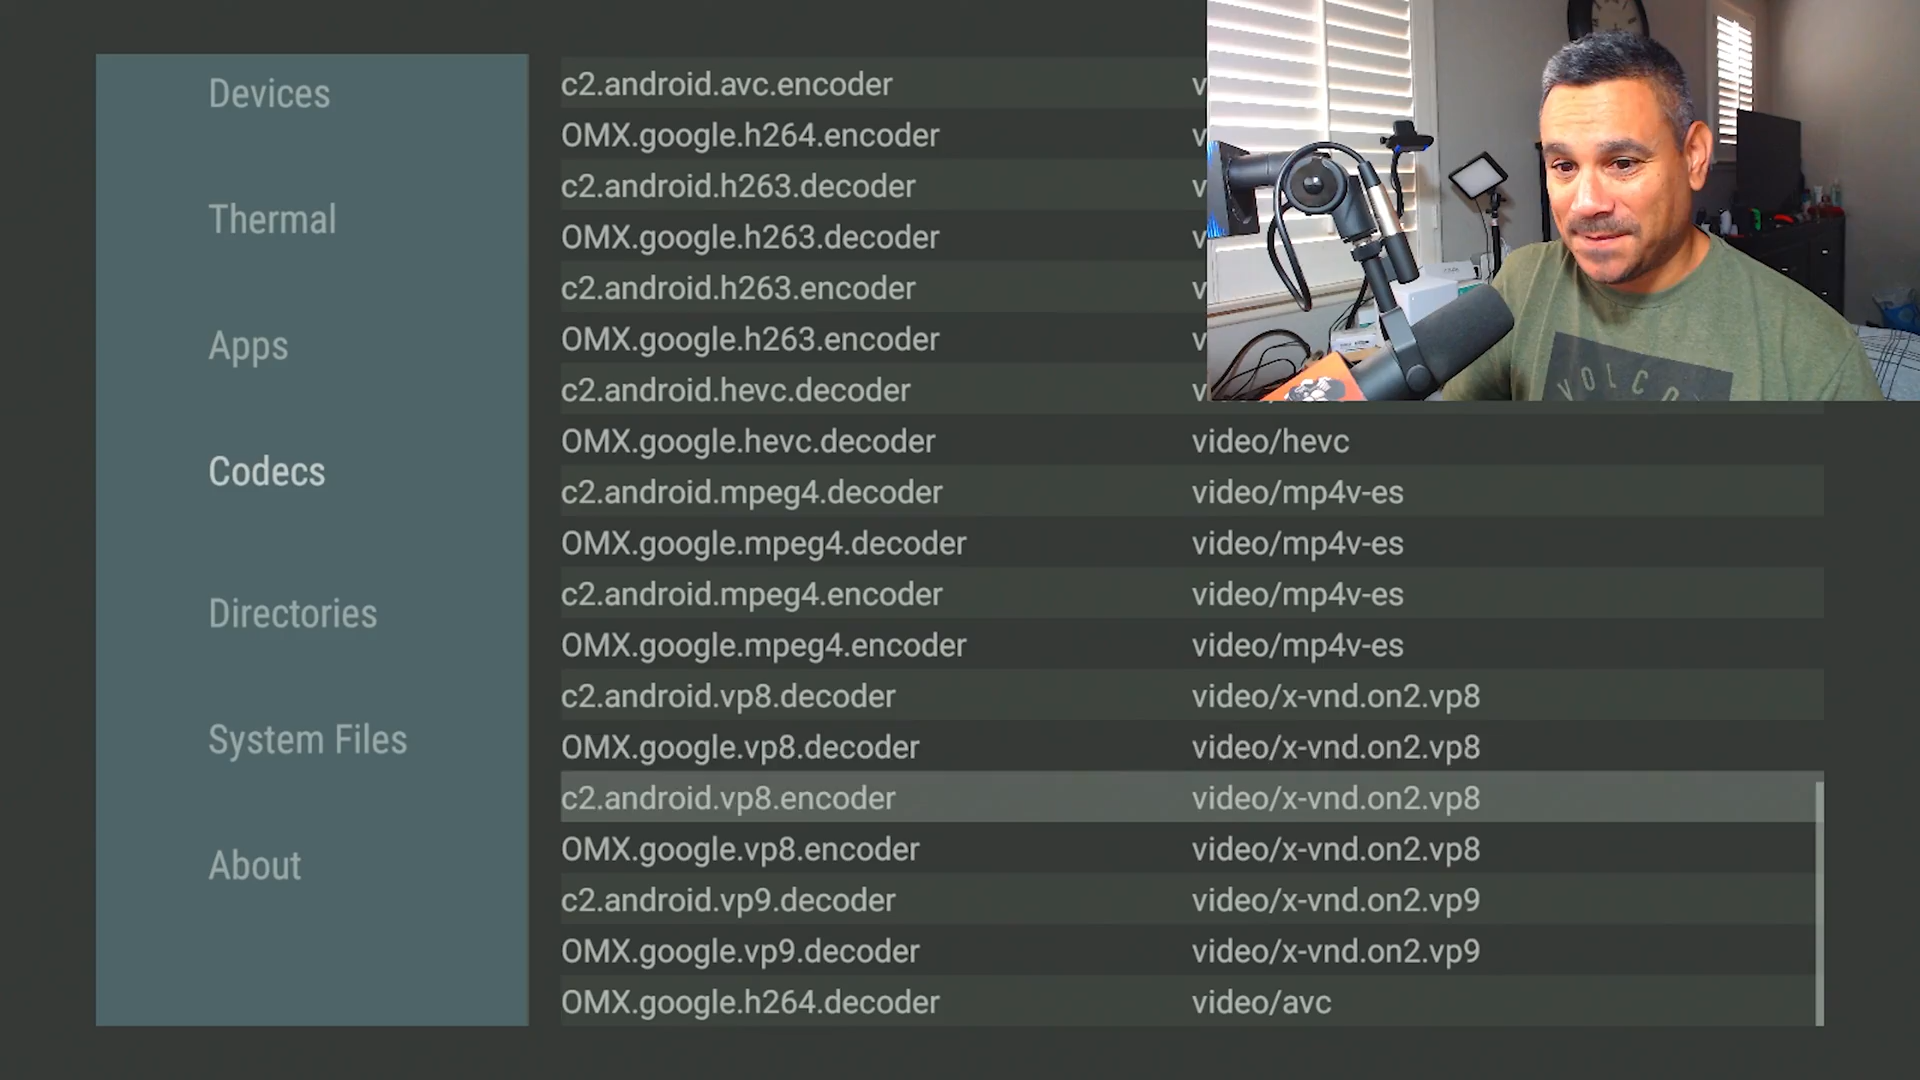 Devices
Thermal
Apps
Codecs
Directories
System Files
About
c2.android.avc.encoder v
OMX.google.h264.encoder v
c2.android.h263.decoder v
OMX.google.h263.decoder v
c2.android.h263.encoder v
OMX.google.h263.encoder v
c2.android.hevc.decoder v
OMX.google.hevc.decoder video/hevc
c2.android.mpeg4.decoder video/mp4v-es
OMX.google.mpeg4.decoder video/mp4v-es
c2.android.mpeg4.encoder video/mp4v-es
OMX.google.mpeg4.encoder video/mp4v-es
c2.android.vp8.decoder video/x-vnd.on2.vp8
OMX.google.vp8.decoder video/x-vnd.on2.vp8
c2.android.vp8.encoder video/x-vnd.on2.vp8
OMX.google.vp8.encoder video/x-vnd.on2.vp8
c2.android.vp9.decoder video/x-vnd.on2.vp9
OMX.google.vp9.decoder video/x-vnd.on2.vp9
OMX.google.h264.decoder video/avc
VOLCO